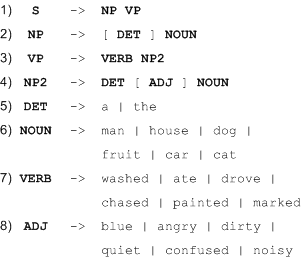 1) S -> NP VP
2) NP -> [ DET ] NOUN
3) VP -> VERB NP2
4) NP2 -> DET [ ADJ ] NOUN
5) DET -> a | the
6) NOUN -> man | house | dog |
fruit | car | cat
7) VERB -> washed | ate | drove |
chased | painted | marked
8) ADJ -> blue | angry | dirty |
quiet | confused | noisy